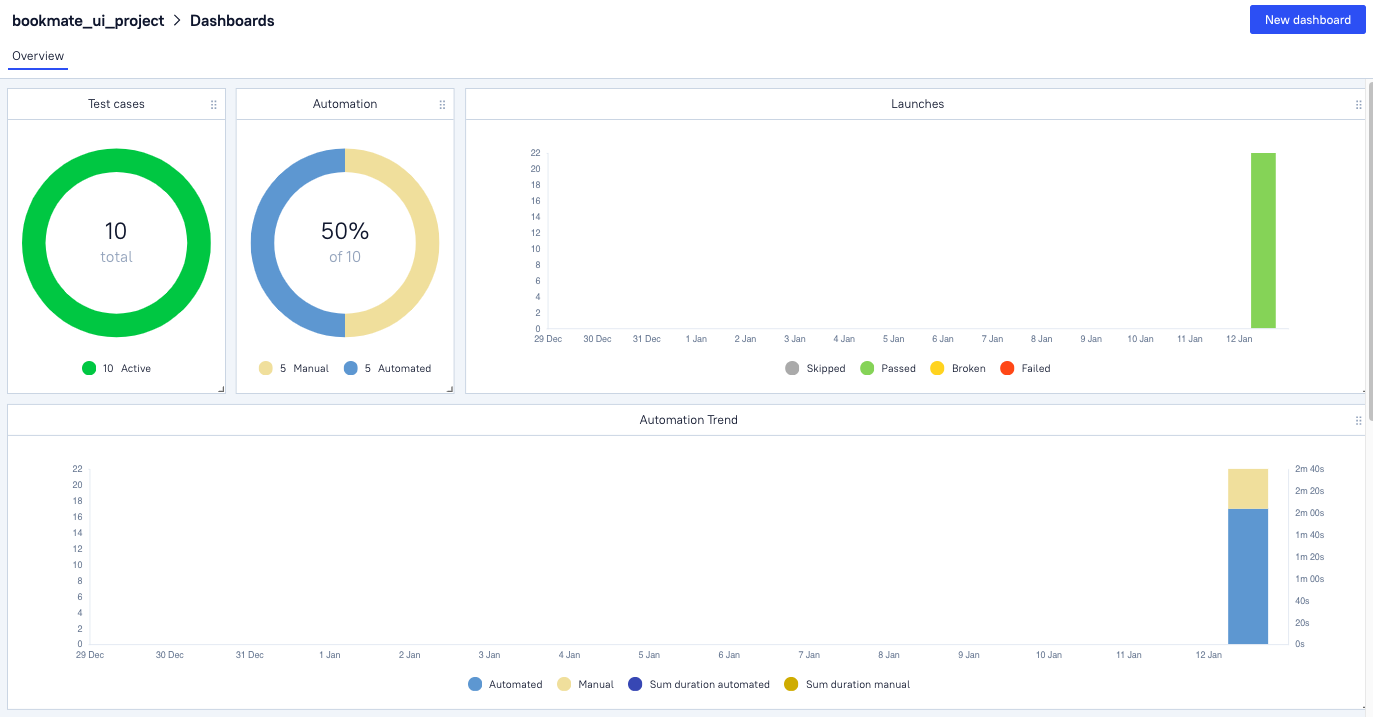 bookmate_ui_project > Dashboards
New dashboard
Overview
Test cases
10
total
10 Active
Automation
50%
of 10
5 Manual 5 Automated
Launches
22
20
18
16
14
12
10
8
6
4
2
0
29 Dec 30 Dec 31 Dec 1 Jan 2 Jan 3 Jan 4 Jan 5 Jan 6 Jan 7 Jan 8 Jan 9 Jan 10 Jan 11 Jan 12 Jan
Skipped Passed Broken Failed
Automation Trend
22
20
18
16
14
12
10
8
6
4
2
0
2m 40s
2m 20s
2m 00s
1m 40s
1m 20s
1m 00s
40s
20s
0s
29 Dec 30 Dec 31 Dec 1 Jan 2 Jan 3 Jan 4 Jan 5 Jan 6 Jan 7 Jan 8 Jan 9 Jan 10 Jan 11 Jan 12 Jan
Automated Manual Sum duration automated Sum duration manual